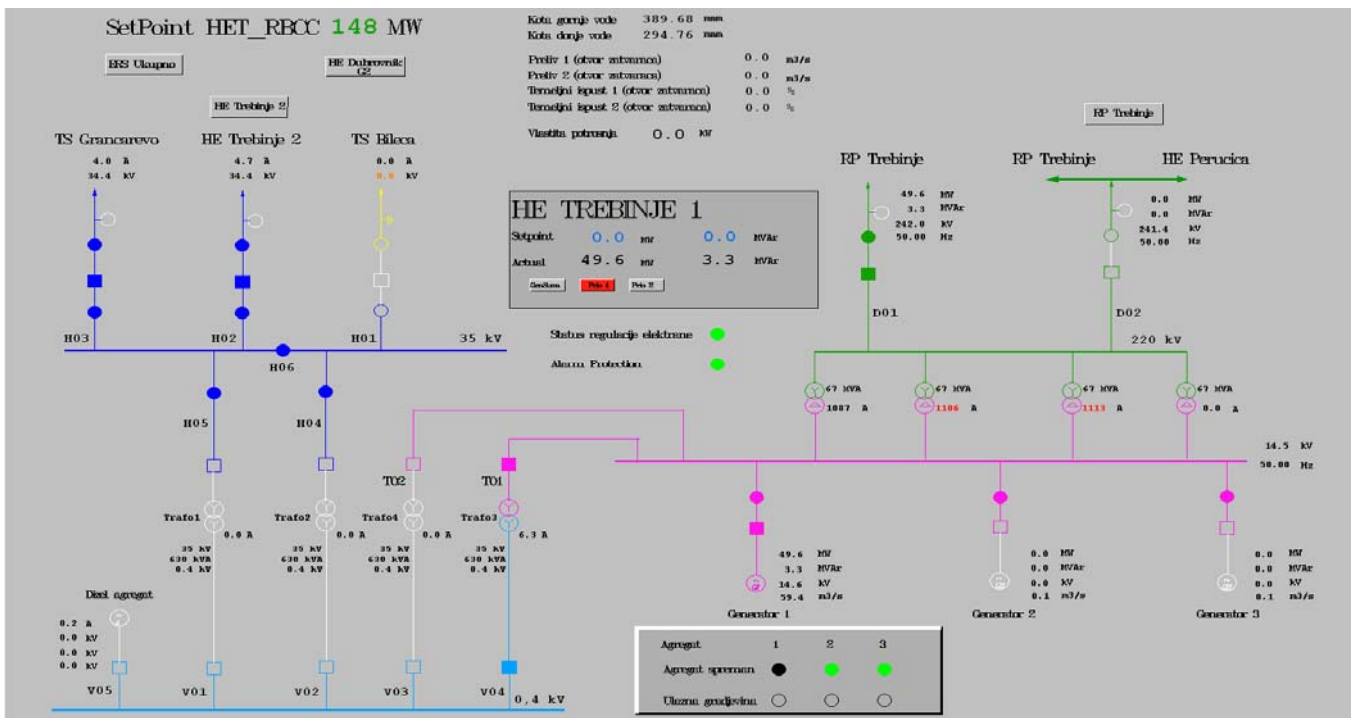 SetPoint HET_RBCC 148 MW
ERS Ukupno
HE Dubrovnik G2
HE Trebinje 2
Kota gornje vode 389.68 mnm
Kota donje vode 294.76 mnm
Preliv 1 (otvor zatvarnca) 0.0 m3/s
Preliv 2 (otvor zatvaraca) 0.0 m3/s
Temeljni ispust 1 (otvor zatvarnca) 0.0 %
Temeljni ispust 2 (otvor zatvarnca) 0.0 %
Vlastita potrosnja 0.0 kW
RP Trebinje
TS Grancarevo HE Trebinje 2 TS Bileca
4.0 A 4.7 A 0.0 A
34.4 kV 34.4 kV 0.0 kV
RP Trebinje RP Trebinje HE Perucica
49.6 MW
3.3 MVAr
242.0 kV
50.00 Hz
0.0 MW
0.0 MVAr
241.4 kV
50.00 Hz
HE TREBINJE 1
Setpoint 0.0 MW 0.0 MVAr
Actual 49.6 MW 3.3 MVAr
GenSum Prio 1 Prio 2
Status regulacije elektrane
Alarm Protection
D01 D02
220 kV
H03 H02 H01 35 kV
H06
67 MVA 67 MVA 67 MVA 67 MVA
1087 A 1106 A 1113 A 0.0 A
H05 H04
14.5 kV
50.00 Hz
T02 T01
Trafo1 Trafo2 Trafo4 Trafo3
0.0 A 0.0 A 0.0 A 6.3 A
35 kV 35 kV 35 kV 35 kV
630 kVA 630 kVA 630 kVA 630 kVA
0.4 kV 0.4 kV 0.4 kV 0.4 kV
49.6 MW
3.3 MVAr
14.6 kV
59.4 m3/s
Generator 1
0.0 MW
0.0 MVAr
0.0 kV
0.1 m3/s
Generator 2
0.0 MW
0.0 MVAr
0.0 kV
0.1 m3/s
Generator 3
Dizel agregat
0.2 A
0.0 kV
0.0 kV
0.0 kV
V05 V01 V02 V03 V04 0,4 kV
Agregat 1 2 3
Agregat spreman
Ulazna gradjevina